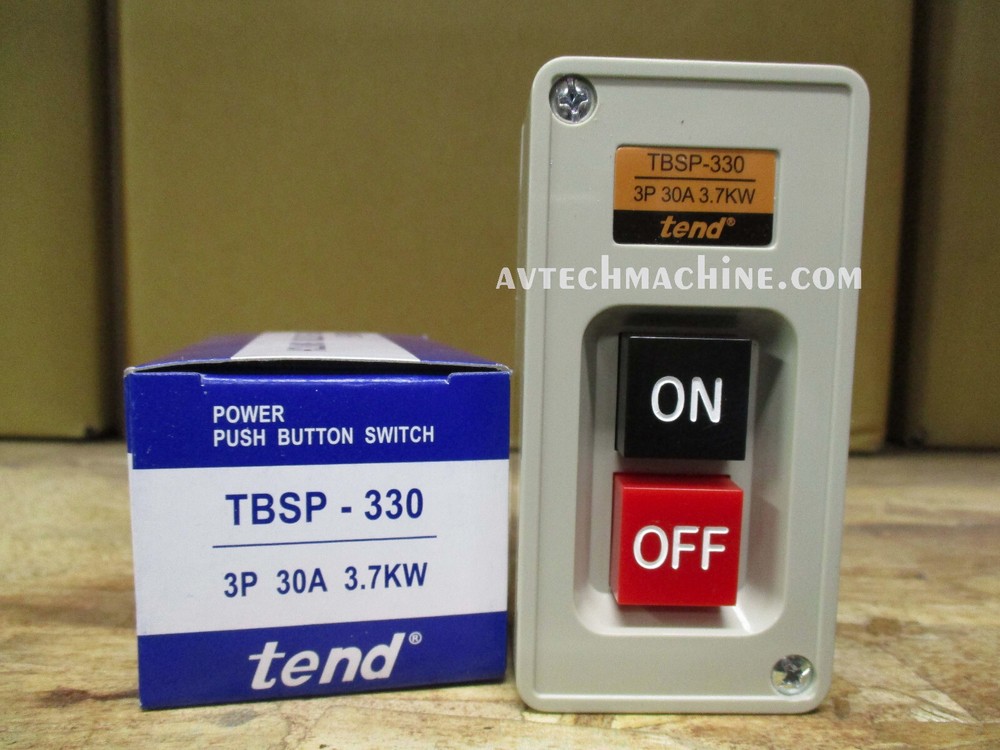 POWER
PUSH BUTTON SWITCH
TBSP - 330
3P 30A 3.7KW
tend®
TBSP-330
3P 30A 3.7KW
tend®
AVTECHMACHINE.COM
ON
OFF